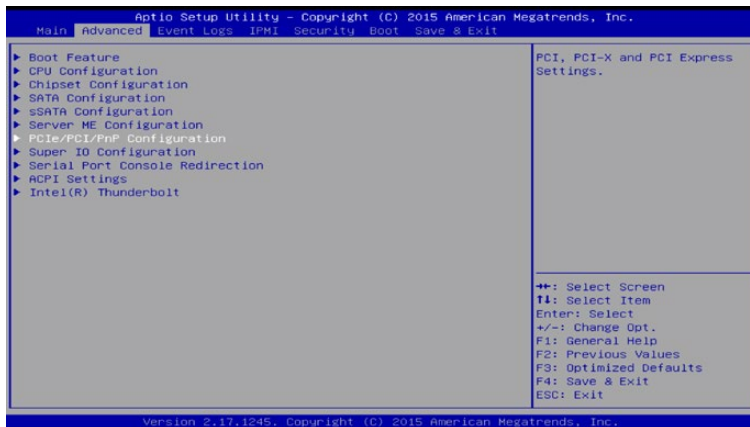 Aptio Setup Utility – Copyright (C) 2015 American Megatrends, Inc.
Main Advanced Event Logs IPMI Security Boot Save & Exit
Boot Feature
CPU Configuration
Chipset Configuration
SATA Configuration
sSATA Configuration
Server ME Configuration
PCIe/PCI/PnP Configuration
Super IO Configuration
Serial Port Console Redirection
ACPI Settings
Intel(R) Thunderbolt
PCI, PCI-X and PCI Express
Settings.
→←: Select Screen
↑↓: Select Item
Enter: Select
+/-: Change Opt.
F1: General Help
F2: Previous Values
F3: Optimized Defaults
F4: Save & Exit
ESC: Exit
Version 2.17.1245. Copyright (C) 2015 American Megatrends, Inc.